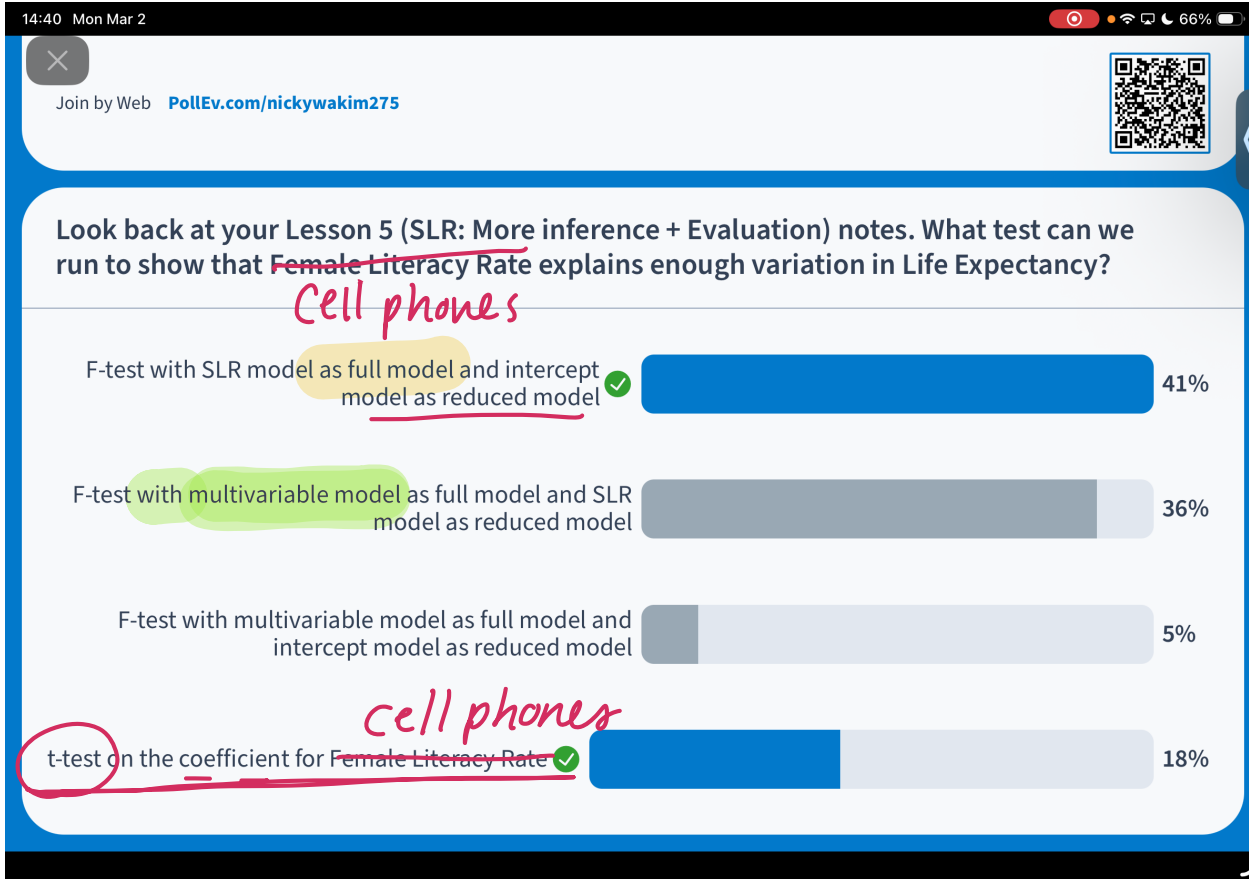 14:40 Mon Mar 2
66%
Join by Web PollEv.com/nickywakim275
Look back at your Lesson 5 (SLR: More inference + Evaluation) notes. What test can we
run to show that Female Literacy Rate explains enough variation in Life Expectancy?
Cell phones
F-test with SLR model as full model and intercept
model as reduced model
41%
F-test with multivariable model as full model and SLR
model as reduced model
36%
F-test with multivariable model as full model and
intercept model as reduced model
5%
cell phones
t-test on the coefficient for Female Literacy Rate
18%